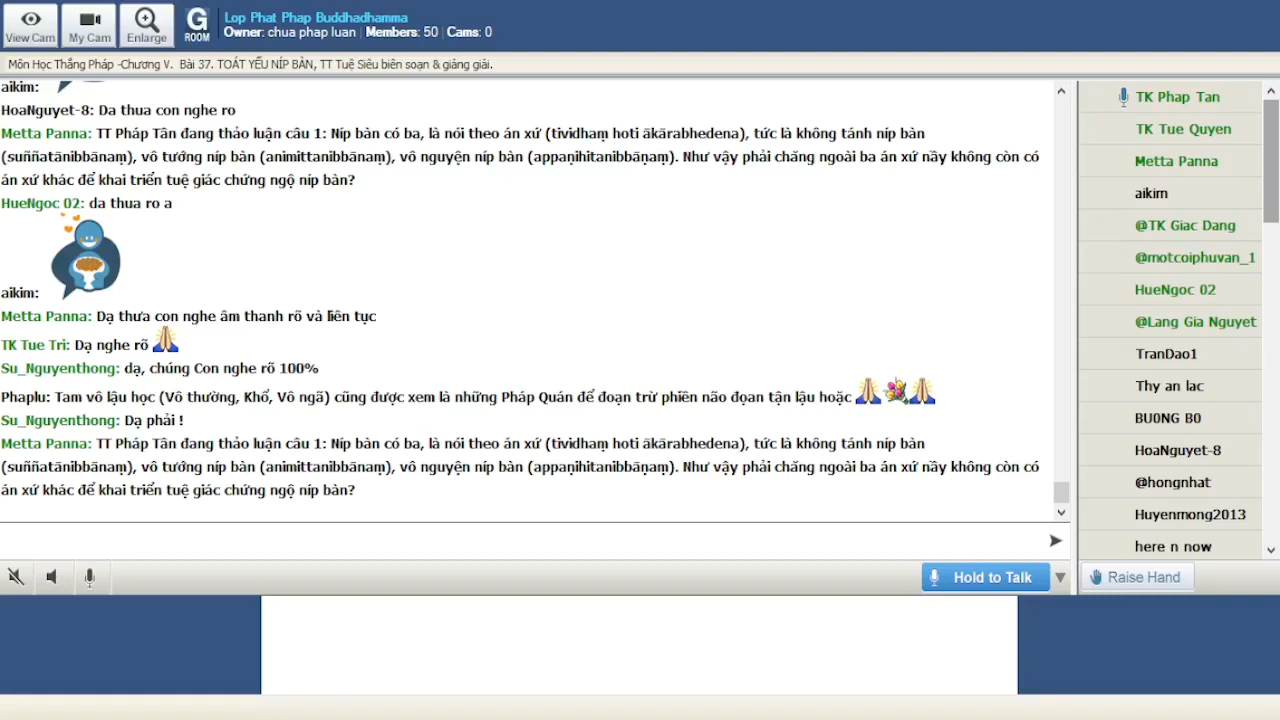 Lop Phat Phap Buddhadhamma
Owner: chua phap luan | Members: 50 | Cams: 0
View Cam
My Cam
Enlarge
G
ROOM
Môn Học Thắng Pháp -Chương V. Bài 37. TOÁT YẾU NÍP BÀN, TT Tuệ Siêu biên soạn & giảng giải.
aikim:
HoaNguyet-8: Da thua con nghe ro
Metta Panna: TT Pháp Tân đang thảo luận câu 1: Níp bàn có ba, là nói theo án xứ (tividhaṃ hoti ākārabhedena), tức là không tánh níp bàn
(suññatānibbānaṃ), vô tướng níp bàn (animittanibbānaṃ), vô nguyện níp bàn (appaṇihitanibbāṇaṃ). Như vậy phải chăng ngoài ba án xứ nầy không còn có
án xứ khác để khai triển tuệ giác chứng ngộ níp bàn?
HueNgoc 02: da thua ro a
aikim:
Metta Panna: Dạ thưa con nghe âm thanh rõ và liên tục
TK Tue Tri: Dạ nghe rõ
Su_Nguyenthong: dạ, chúng Con nghe rõ 100%
Phaplu: Tam vô lậu học (Vô thường, Khổ, Vô ngã) cũng được xem là những Pháp Quán để đoạn trừ phiền não đọan tận lậu hoặc
Su_Nguyenthong: Dạ phải !
Metta Panna: TT Pháp Tân đang thảo luận câu 1: Níp bàn có ba, là nói theo án xứ (tividhaṃ hoti ākārabhedena), tức là không tánh níp bàn
(suññatānibbānaṃ), vô tướng níp bàn (animittanibbānaṃ), vô nguyện níp bàn (appaṇihitanibbāṇaṃ). Như vậy phải chăng ngoài ba án xứ nầy không còn có
án xứ khác để khai triển tuệ giác chứng ngộ níp bàn?
Hold to Talk
TK Phap Tan
TK Tue Quyen
Metta Panna
aikim
@TK Giac Dang
@motcoiphuvan_1
HueNgoc 02
@Lang Gia Nguyet
TranDao1
Thy an lac
BU0NG B0
HoaNguyet-8
@hongnhat
Huyenmong2013
here n now
Raise Hand